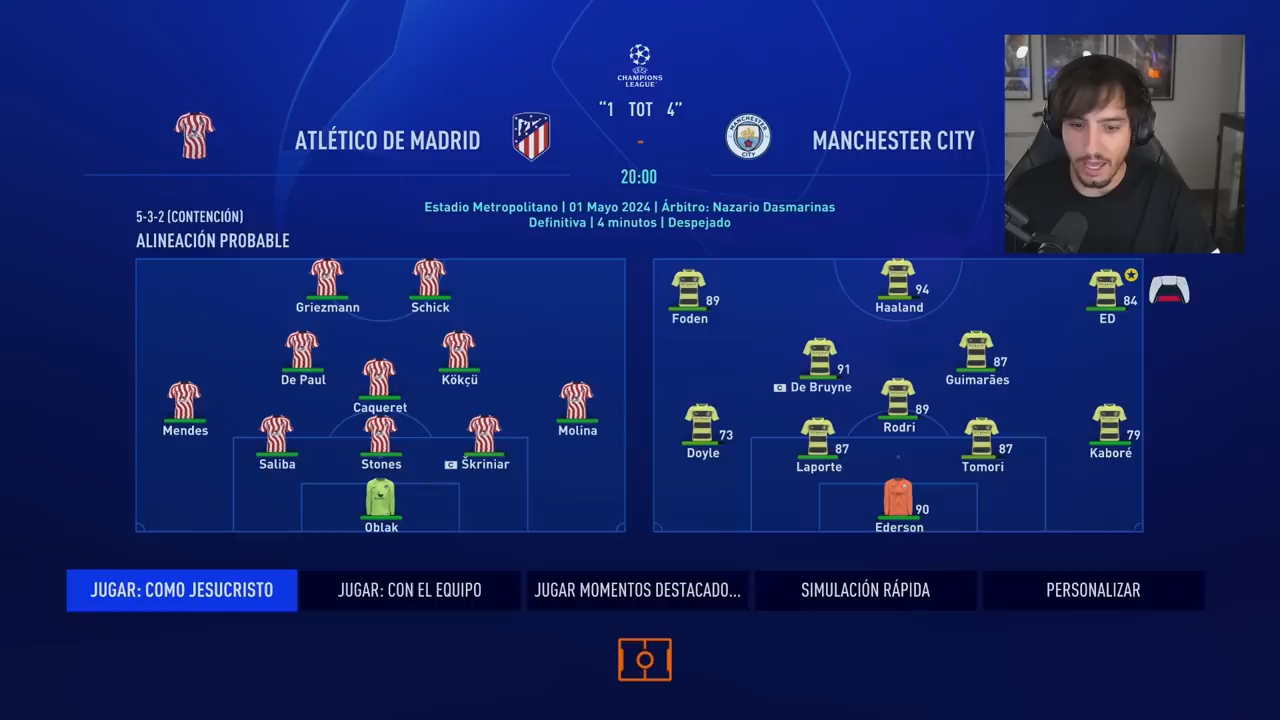 CHAMPIONS
LEAGUE
"1 TOT 4"
ATLÉTICO DE MADRID
-
MANCHESTER CITY
20:00
Estadio Metropolitano | 01 Mayo 2024 | Árbitro: Nazario Dasmarinas
Definitiva | 4 minutos | Despejado
5-3-2 (CONTENCIÓN)
ALINEACIÓN PROBABLE
Griezmann
Schick
De Paul
Kökçü
Caqueret
Mendes
Molina
Saliba
Stones
C Škriniar
Oblak
89
Foden
94
Haaland
84
ED
91
C De Bruyne
87
Guimarães
89
Rodri
73
Doyle
79
Kaboré
87
Laporte
87
Tomori
90
Ederson
JUGAR: COMO JESUCRISTO
JUGAR: CON EL EQUIPO
JUGAR MOMENTOS DESTACADO...
SIMULACIÓN RÁPIDA
PERSONALIZAR